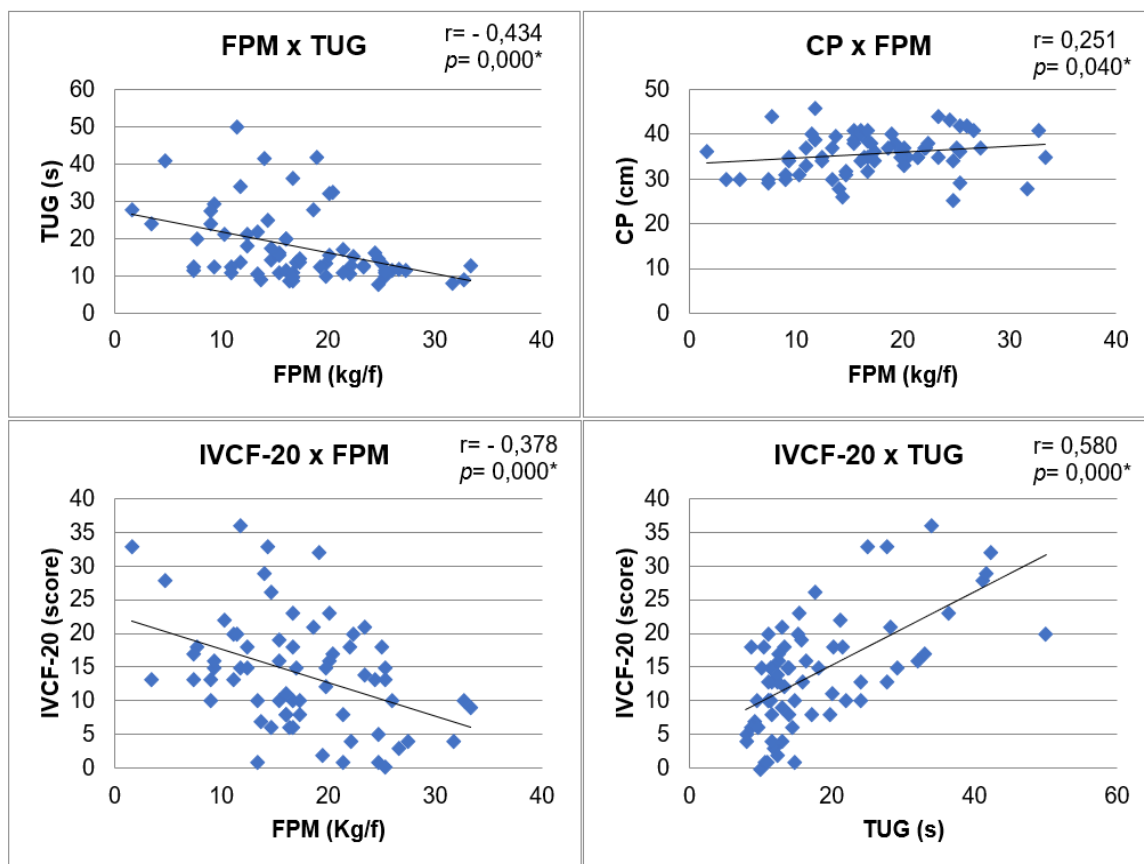 FPM x TUG
r= - 0,434
p= 0,000*
TUG (s)
60
50
40
30
20
10
0
0 10 20 30 40
FPM (kg/f)
CP x FPM
r= 0,251
p= 0,040*
CP (cm)
50
40
30
20
10
0
0 10 20 30 40
FPM (kg/f)
IVCF-20 x FPM
r= - 0,378
p= 0,000*
IVCF-20 (score)
40
35
30
25
20
15
10
5
0
0 10 20 30 40
FPM (Kg/f)
IVCF-20 x TUG
r= 0,580
p= 0,000*
IVCF-20 (score)
40
35
30
25
20
15
10
5
0
0 20 40 60
TUG (s)